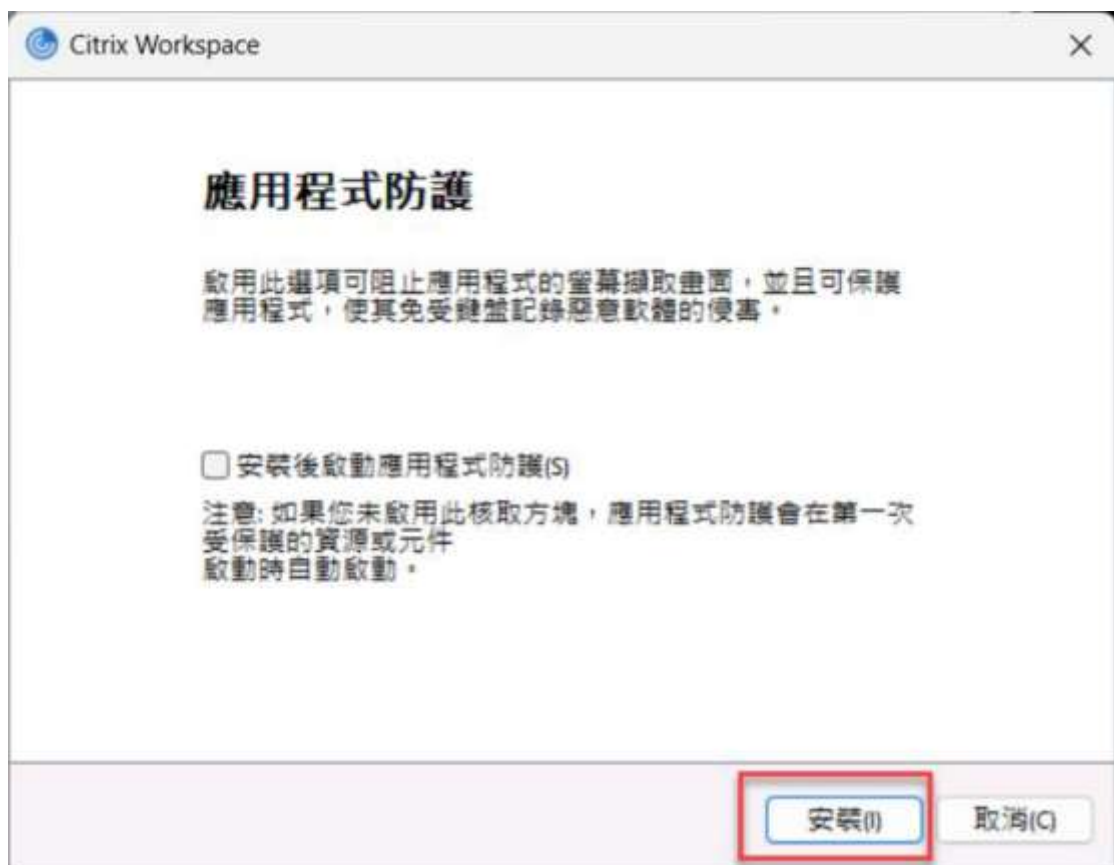 Citrix Workspace
應用程式防護
啟用此選項可阻止應用程式的螢幕擷取畫面，並且可保護
應用程式，使其免受鍵盤記錄惡意軟體的侵害。
安裝後啟動應用程式防護(S)
注意: 如果您未啟用此核取方塊，應用程式防護會在第一次
受保護的資源或元件
啟動時自動啟動。
安裝(I)
取消(C)